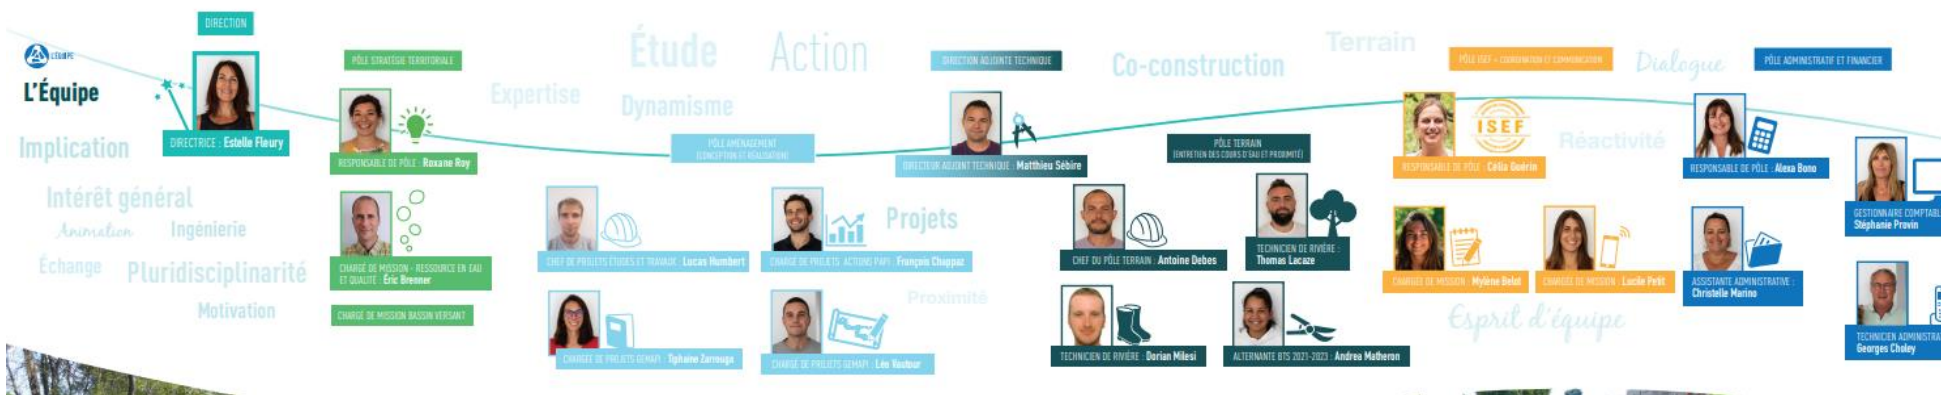 DIRECTION
L'ÉQUIPE
L'Équipe
DIRECTRICE : Estelle Fleury
Implication
Intérêt général
Animation
Ingénierie
Échange
Pluridisciplinarité
Motivation
PÔLE STRATÉGIE TERRITORIALE
RESPONSABLE DE PÔLE : Roxane Roy
CHARGÉ DE MISSION - RESSOURCE EN EAU
ET QUALITÉ : Éric Brenner
CHARGÉ DE MISSION BASSIN VERSANT
Expertise
Étude
Action
Dynamisme
PÔLE AMÉNAGEMENT
(CONCEPTION ET RÉALISATION)
CHEF DE PROJETS ÉTUDES ET TRAVAUX : Lucas Humbert
CHARGÉ DE PROJETS ACTIONS PAPI : François Chappaz
Projets
CHARGÉE DE PROJETS GEMAPI : Tiphaine Zarrouga
CHARGÉ DE PROJETS GEMAPI : Léo Vautour
Proximité
DIRECTION ADJOINTE TECHNIQUE
DIRECTEUR ADJOINT TECHNIQUE : Matthieu Sébire
Co-construction
PÔLE TERRAIN
(ENTRETIEN DES COURS D'EAU ET PROXIMITÉ)
CHEF DU PÔLE TERRAIN : Antoine Debes
TECHNICIEN DE RIVIÈRE :
Thomas Lacaze
TECHNICIEN DE RIVIÈRE : Dorian Milesi
ALTERNANTE BTS 2021-2023 : Andrea Matheron
Terrain
PÔLE ISEF - COORDINATION ET COMMUNICATION
ISEF
RESPONSABLE DE PÔLE : Célia Guérin
Réactivité
CHARGÉE DE MISSION : Mylène Belot
CHARGÉE DE MISSION : Lucile Petit
Esprit d'équipe
Dialogue
PÔLE ADMINISTRATIF ET FINANCIER
RESPONSABLE DE PÔLE : Alexa Bono
GESTIONNAIRE COMPTABL
Stéphanie Provin
ASSISTANTE ADMINISTRATIVE :
Christelle Marino
TECHNICIEN ADMINISTRA
Georges Choley